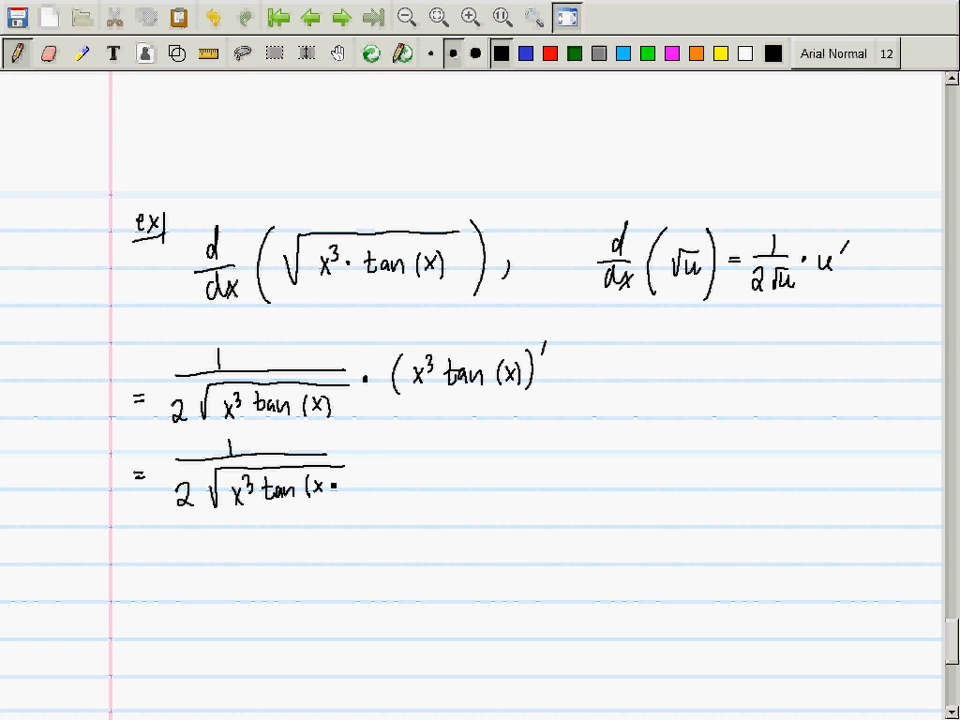 Arial Normal 12
ex|
d/dx (√(x³ · tan (x))) , d/dx (√u) = 1/(2√u) · u′
= 1/(2√(x³ tan (x))) · (x³ tan (x))′
= 1/(2√(x³ tan (x